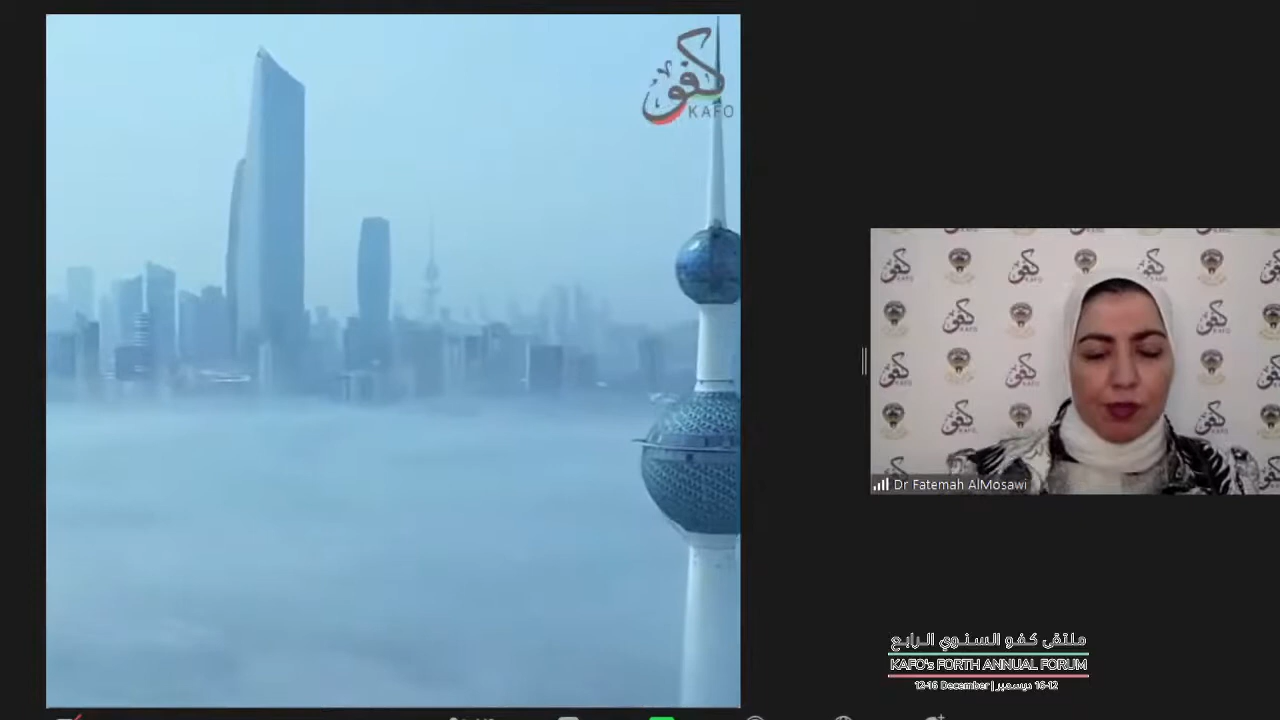 كفو
KAFO
Dr Fatemah AlMosawi
ملتقى كفو السنوي الرابع
KAFO's FORTH ANNUAL FORUM
12-16 December | ديسمبر 16-12